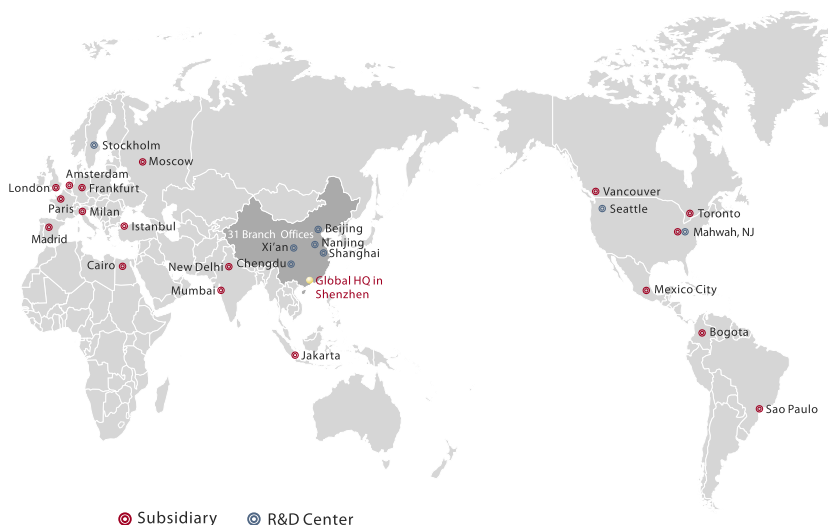 Stockholm
Moscow
Amsterdam
London
Frankfurt
Paris
Milan
Madrid
Istanbul
Cairo
New Delhi
Mumbai
31 Branch Offices
Beijing
Xi'an
Nanjing
Shanghai
Chengdu
Global HQ in
Shenzhen
Jakarta
Vancouver
Seattle
Toronto
Mahwah, NJ
Mexico City
Bogota
Sao Paulo
Subsidiary
R&D Center